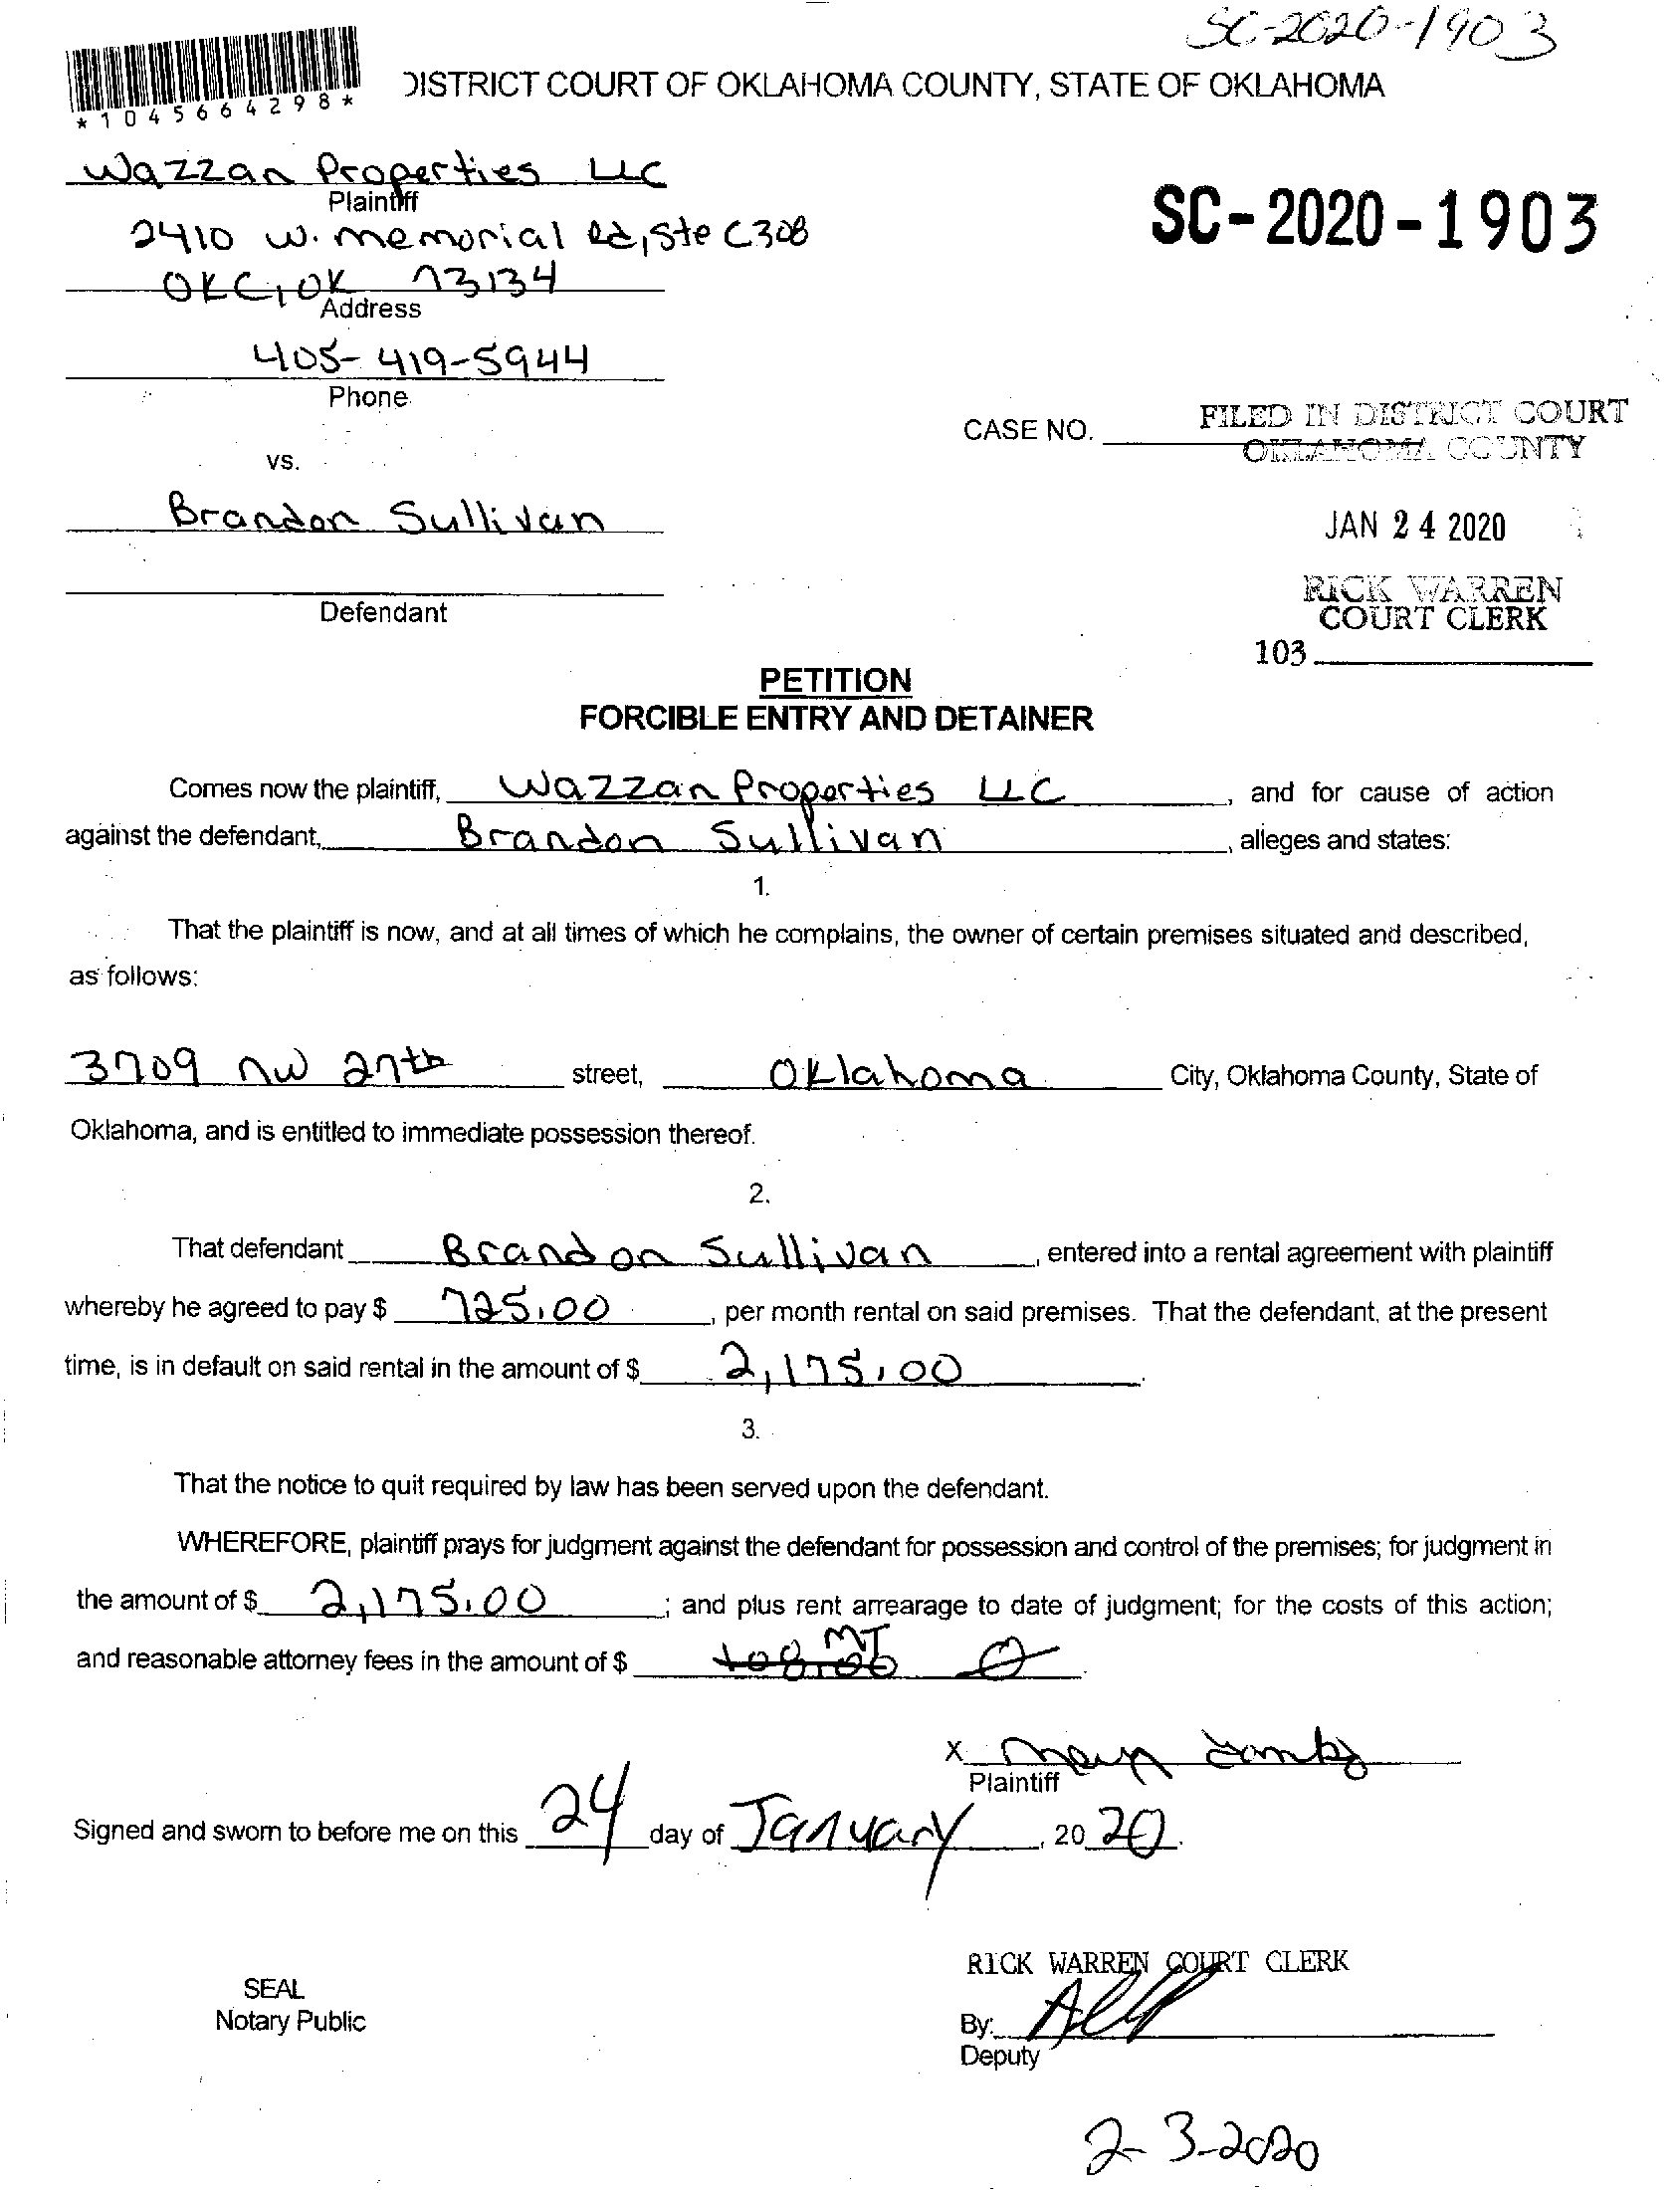 SC-2020-1903
*1045664298*
DISTRICT COURT OF OKLAHOMA COUNTY, STATE OF OKLAHOMA
Wazzan Properties LLC
Plaintiff
2410 W. Memorial Rd, Ste C308
SC-2020-1903
OKC, OK 73134
Address
405-419-5944
Phone
CASE NO.
FILED IN DISTRICT COURT
OKLAHOMA COUNTY
vs.
Brandon Sullivan
JAN 24 2020
Defendant
RICK WARREN
COURT CLERK
103
PETITION
FORCIBLE ENTRY AND DETAINER
Comes now the plaintiff, Wazzan Properties LLC, and for cause of action
against the defendant, Brandon Sullivan, alleges and states:
1.
That the plaintiff is now, and at all times of which he complains, the owner of certain premises situated and described,
as follows:
3709 NW 27th street, Oklahoma City, Oklahoma County, State of
Oklahoma, and is entitled to immediate possession thereof.
2.
That defendant Brandon Sullivan, entered into a rental agreement with plaintiff
whereby he agreed to pay $ 725.00, per month rental on said premises. That the defendant, at the present
time, is in default on said rental in the amount of $ 2,175.00.
3.
That the notice to quit required by law has been served upon the defendant.
WHEREFORE, plaintiff prays for judgment against the defendant for possession and control of the premises; for judgment in
the amount of $ 2,175.00; and plus rent arrearage to date of judgment; for the costs of this action;
MT
and reasonable attorney fees in the amount of $ 0.
X
Plaintiff
Signed and sworn to before me on this 24 day of January, 2020.
RICK WARREN COURT CLERK
SEAL
Notary Public
By:
Deputy
2-3-2020